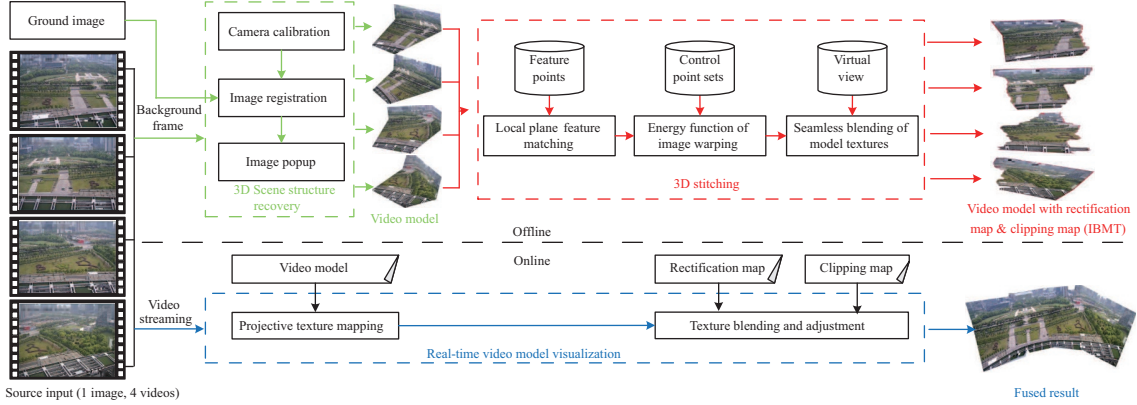 Ground image
Background
frame
Video
streaming
Source input (1 image, 4 videos)
Camera calibration
Image registration
Image popup
3D Scene structure
recovery
Video model
Feature
points
Control
point sets
Virtual
view
Local plane feature
matching
Energy function of
image warping
Seamless blending of
model textures
3D stitching
Video model with rectification
map & clipping map (IBMT)
Offline
Online
Video model
Rectification map
Clipping map
Projective texture mapping
Texture blending and adjustment
Real-time video model visualization
Fused result